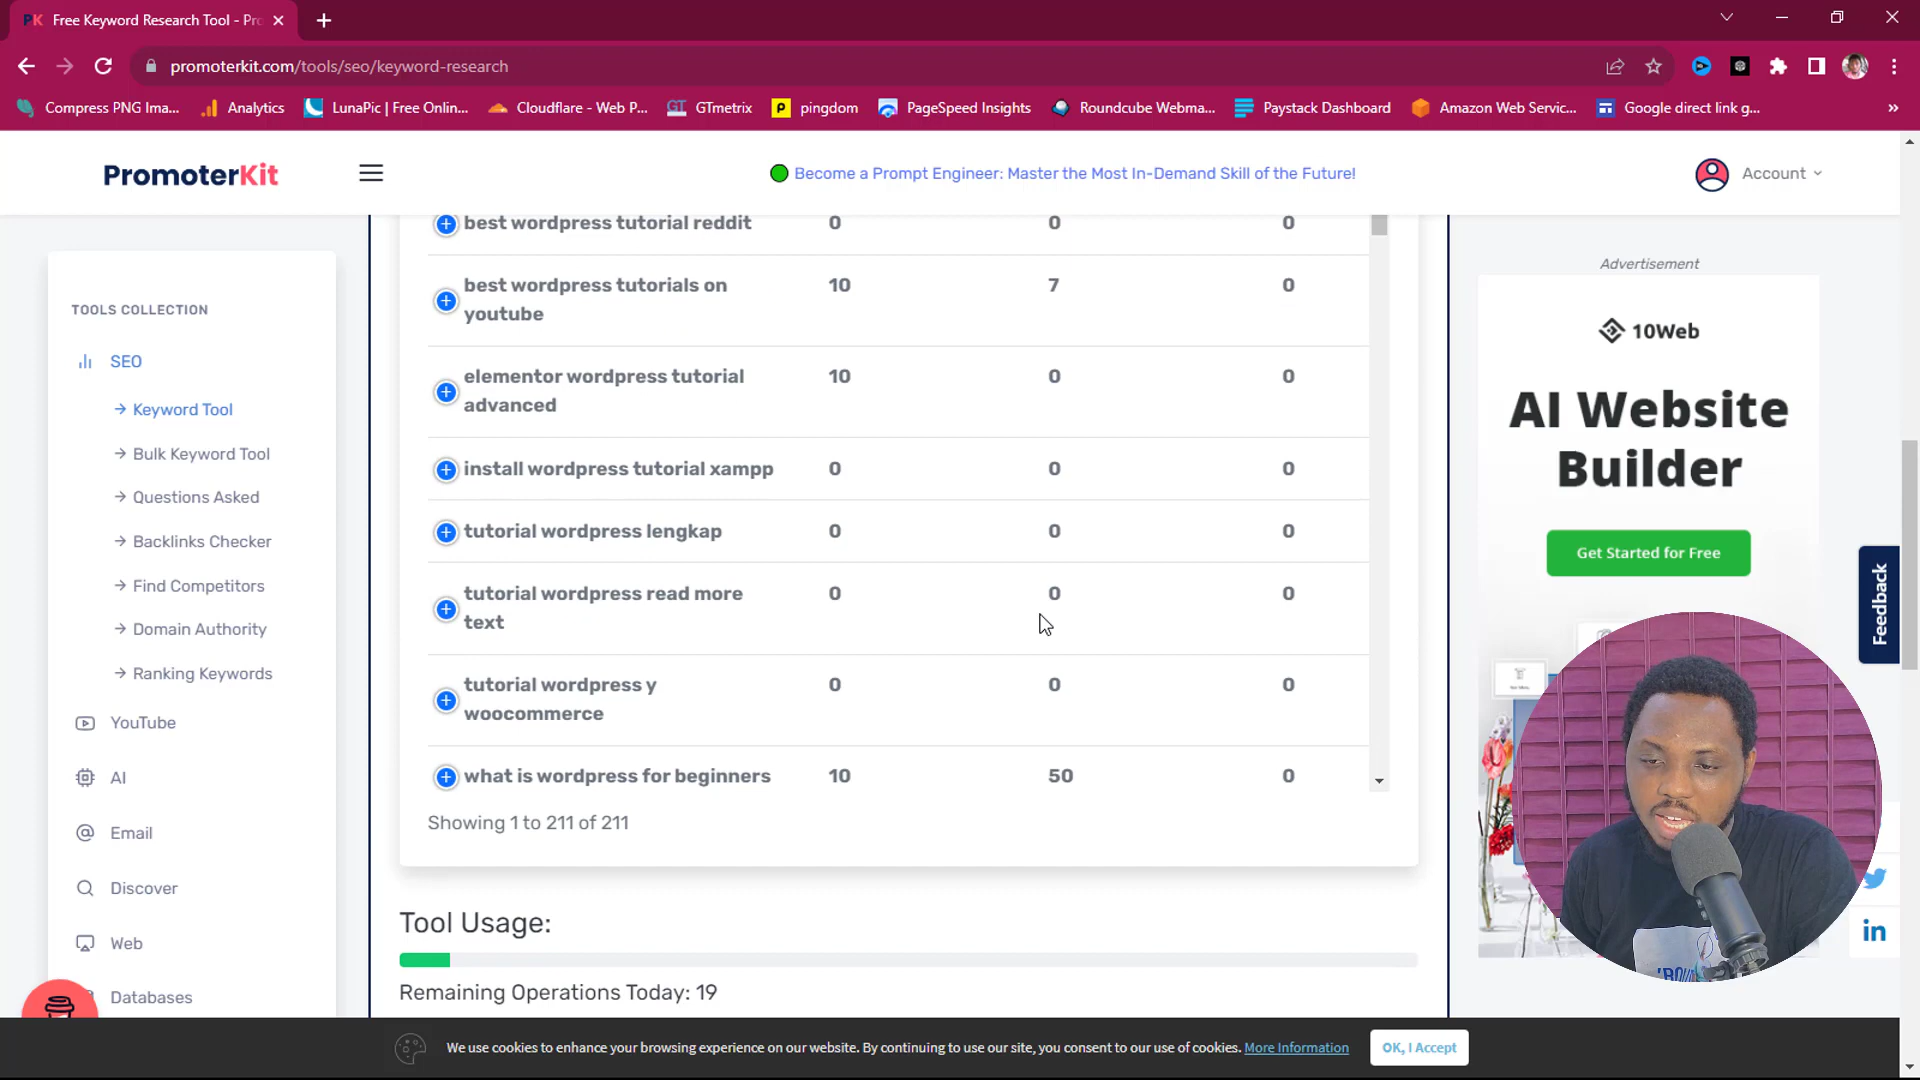 PK Free Keyword Research Tool - Pro
promoterkit.com/tools/seo/keyword-research
Compress PNG Ima... Analytics LunaPic | Free Onlin... Cloudflare - Web P... GTmetrix pingdom PageSpeed Insights Roundcube Webma... Paystack Dashboard Amazon Web Servic... Google direct link g...
PromoterKit
Become a Prompt Engineer: Master the Most In-Demand Skill of the Future!
Account
TOOLS COLLECTION
SEO
Keyword Tool
Bulk Keyword Tool
Questions Asked
Backlinks Checker
Find Competitors
Domain Authority
Ranking Keywords
YouTube
AI
Email
Discover
Web
Databases
best wordpress tutorial reddit 0 0 0
best wordpress tutorials on 10 7 0
youtube
elementor wordpress tutorial 10 0 0
advanced
install wordpress tutorial xampp 0 0 0
tutorial wordpress lengkap 0 0 0
tutorial wordpress read more 0 0 0
text
tutorial wordpress y 0 0 0
woocommerce
what is wordpress for beginners 10 50 0
Showing 1 to 211 of 211
Tool Usage:
Remaining Operations Today: 19
Advertisement
10Web
AI Website
Builder
Get Started for Free
Feedback
in
We use cookies to enhance your browsing experience on our website. By continuing to use our site, you consent to our use of cookies. More Information
OK, I Accept